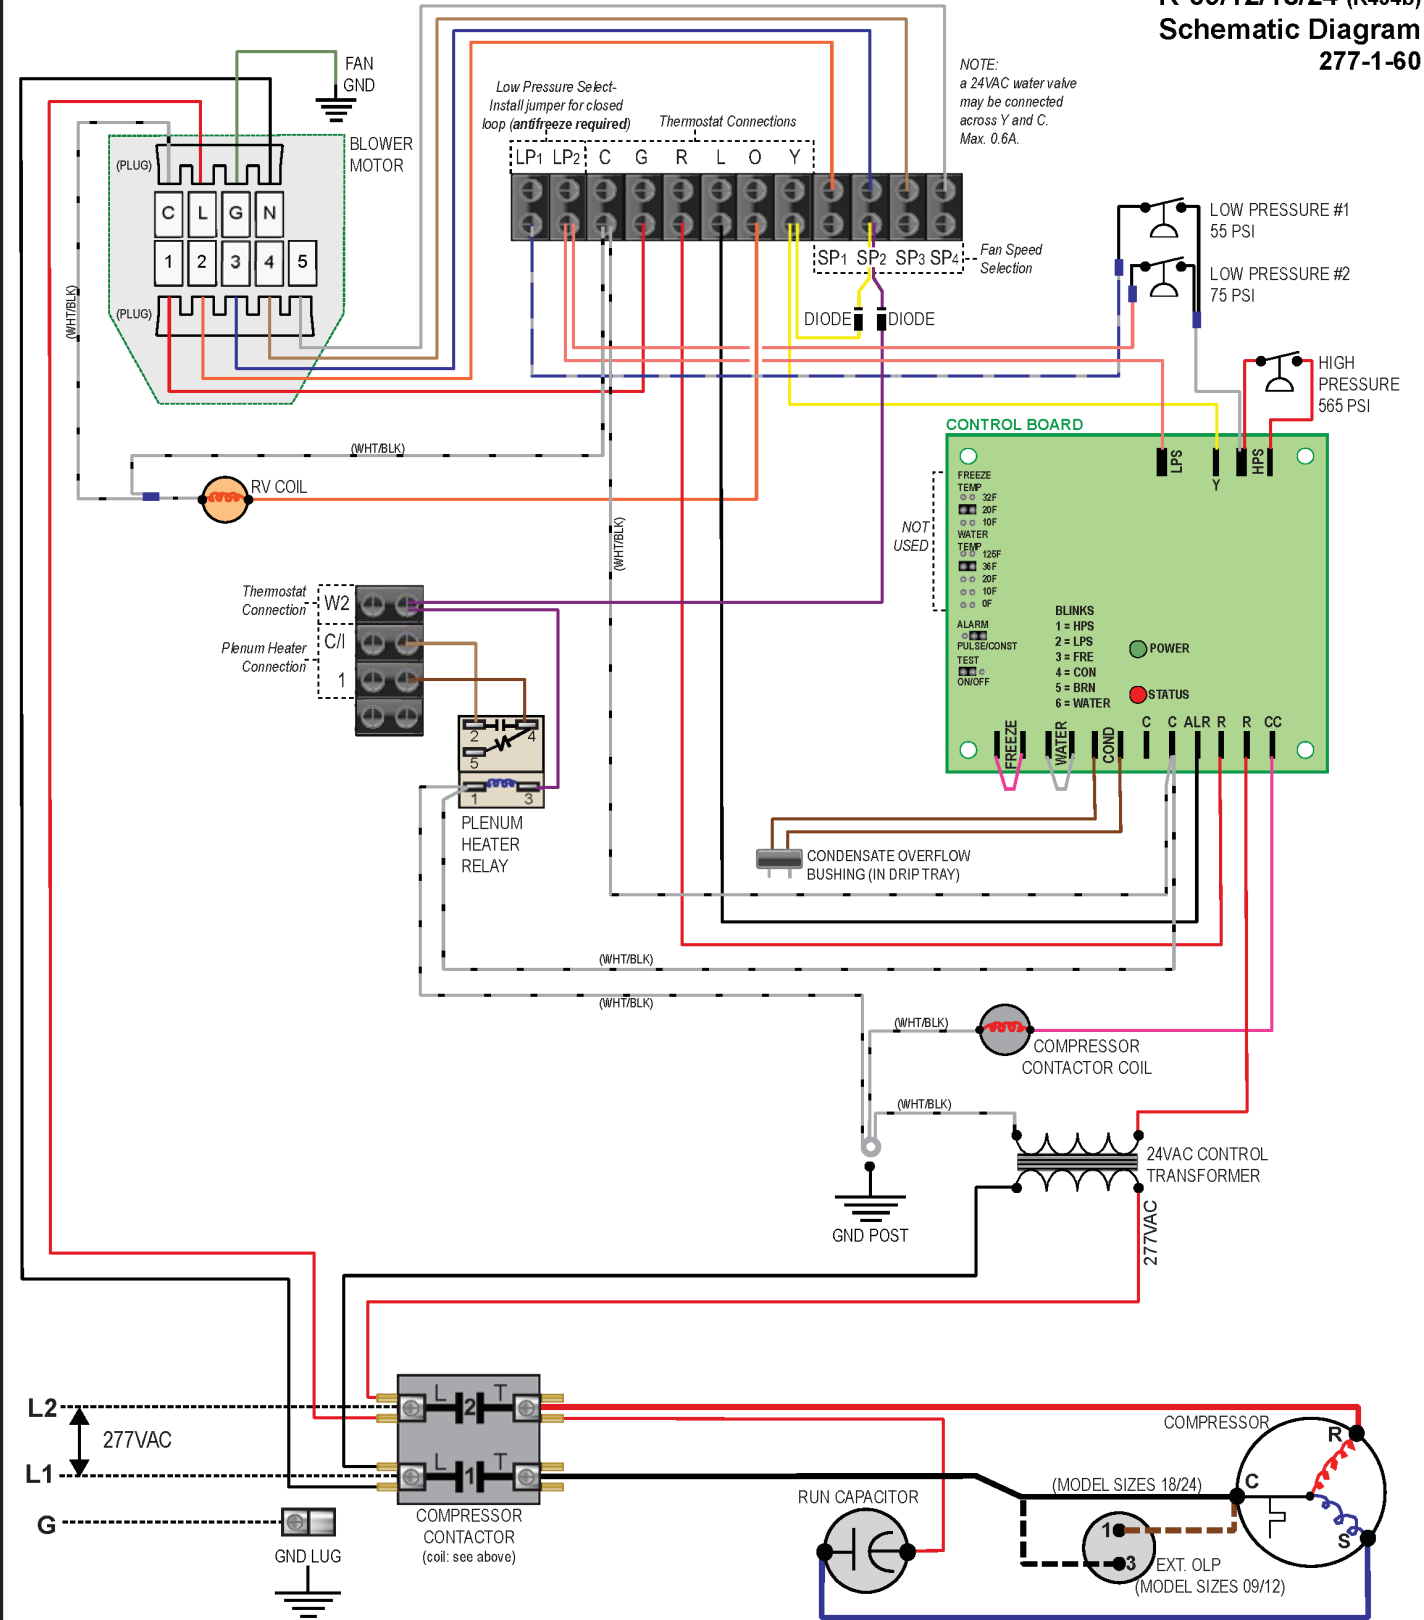 Schematic Diagram
277-1-60
FAN
GND
BLOWER
MOTOR
(PLUG)
C L G N
1 2 3 4 5
(PLUG)
(WHT/BLK)
Low Pressure Select-
Install jumper for closed
loop (antifreeze required)
Thermostat Connections
LP1 LP2 C G R L O Y
NOTE:
a 24VAC water valve
may be connected
across Y and C.
Max. 0.6A.
SP1 SP2 SP3 SP4
Fan Speed
Selection
DIODE DIODE
LOW PRESSURE #1
55 PSI
LOW PRESSURE #2
75 PSI
HIGH
PRESSURE
565 PSI
(WHT/BLK)
RV COIL
(WHT/BLK)
CONTROL BOARD
LPS
Y
HPS
FREEZE
TEMP
32F
20F
10F
WATER
TEMP
125F
36F
20F
10F
0F
NOT
USED
ALARM
PULSE/CONST
TEST
ON/OFF
BLINKS
1 = HPS
2 = LPS
3 = FRE
4 = CON
5 = BRN
6 = WATER
POWER
STATUS
FREEZE
WATER
COND
C C ALR R R CC
Thermostat
Connection
W2
Plenum Heater
Connection
C/I
1
2 4
5
1 3
PLENUM
HEATER
RELAY
CONDENSATE OVERFLOW
BUSHING (IN DRIP TRAY)
(WHT/BLK)
(WHT/BLK)
(WHT/BLK)
COMPRESSOR
CONTACTOR COIL
(WHT/BLK)
24VAC CONTROL
TRANSFORMER
277VAC
GND POST
L2
277VAC
L1
G
GND LUG
L 2 T
L 1 T
COMPRESSOR
CONTACTOR
(coil: see above)
RUN CAPACITOR
COMPRESSOR
R
C
S
(MODEL SIZES 18/24)
1
3
EXT. OLP
(MODEL SIZES 09/12)